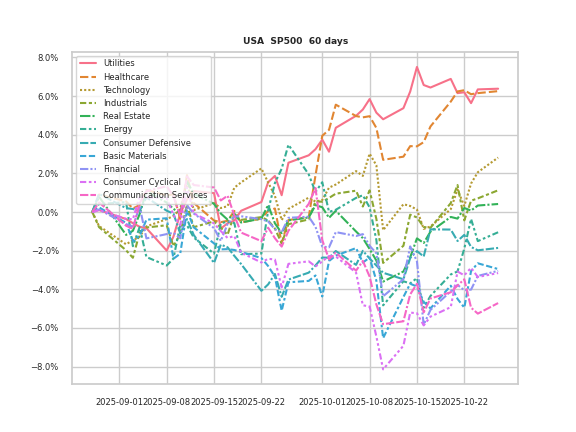 USA SP500 60 days
8.0%
6.0%
4.0%
2.0%
0.0%
−2.0%
−4.0%
−6.0%
−8.0%
Utilities
Healthcare
Technology
Industrials
Real Estate
Energy
Consumer Defensive
Basic Materials
Financial
Consumer Cyclical
Communication Services
2025-09-01 2025-09-08 2025-09-15 2025-09-22 2025-10-01 2025-10-08 2025-10-15 2025-10-22